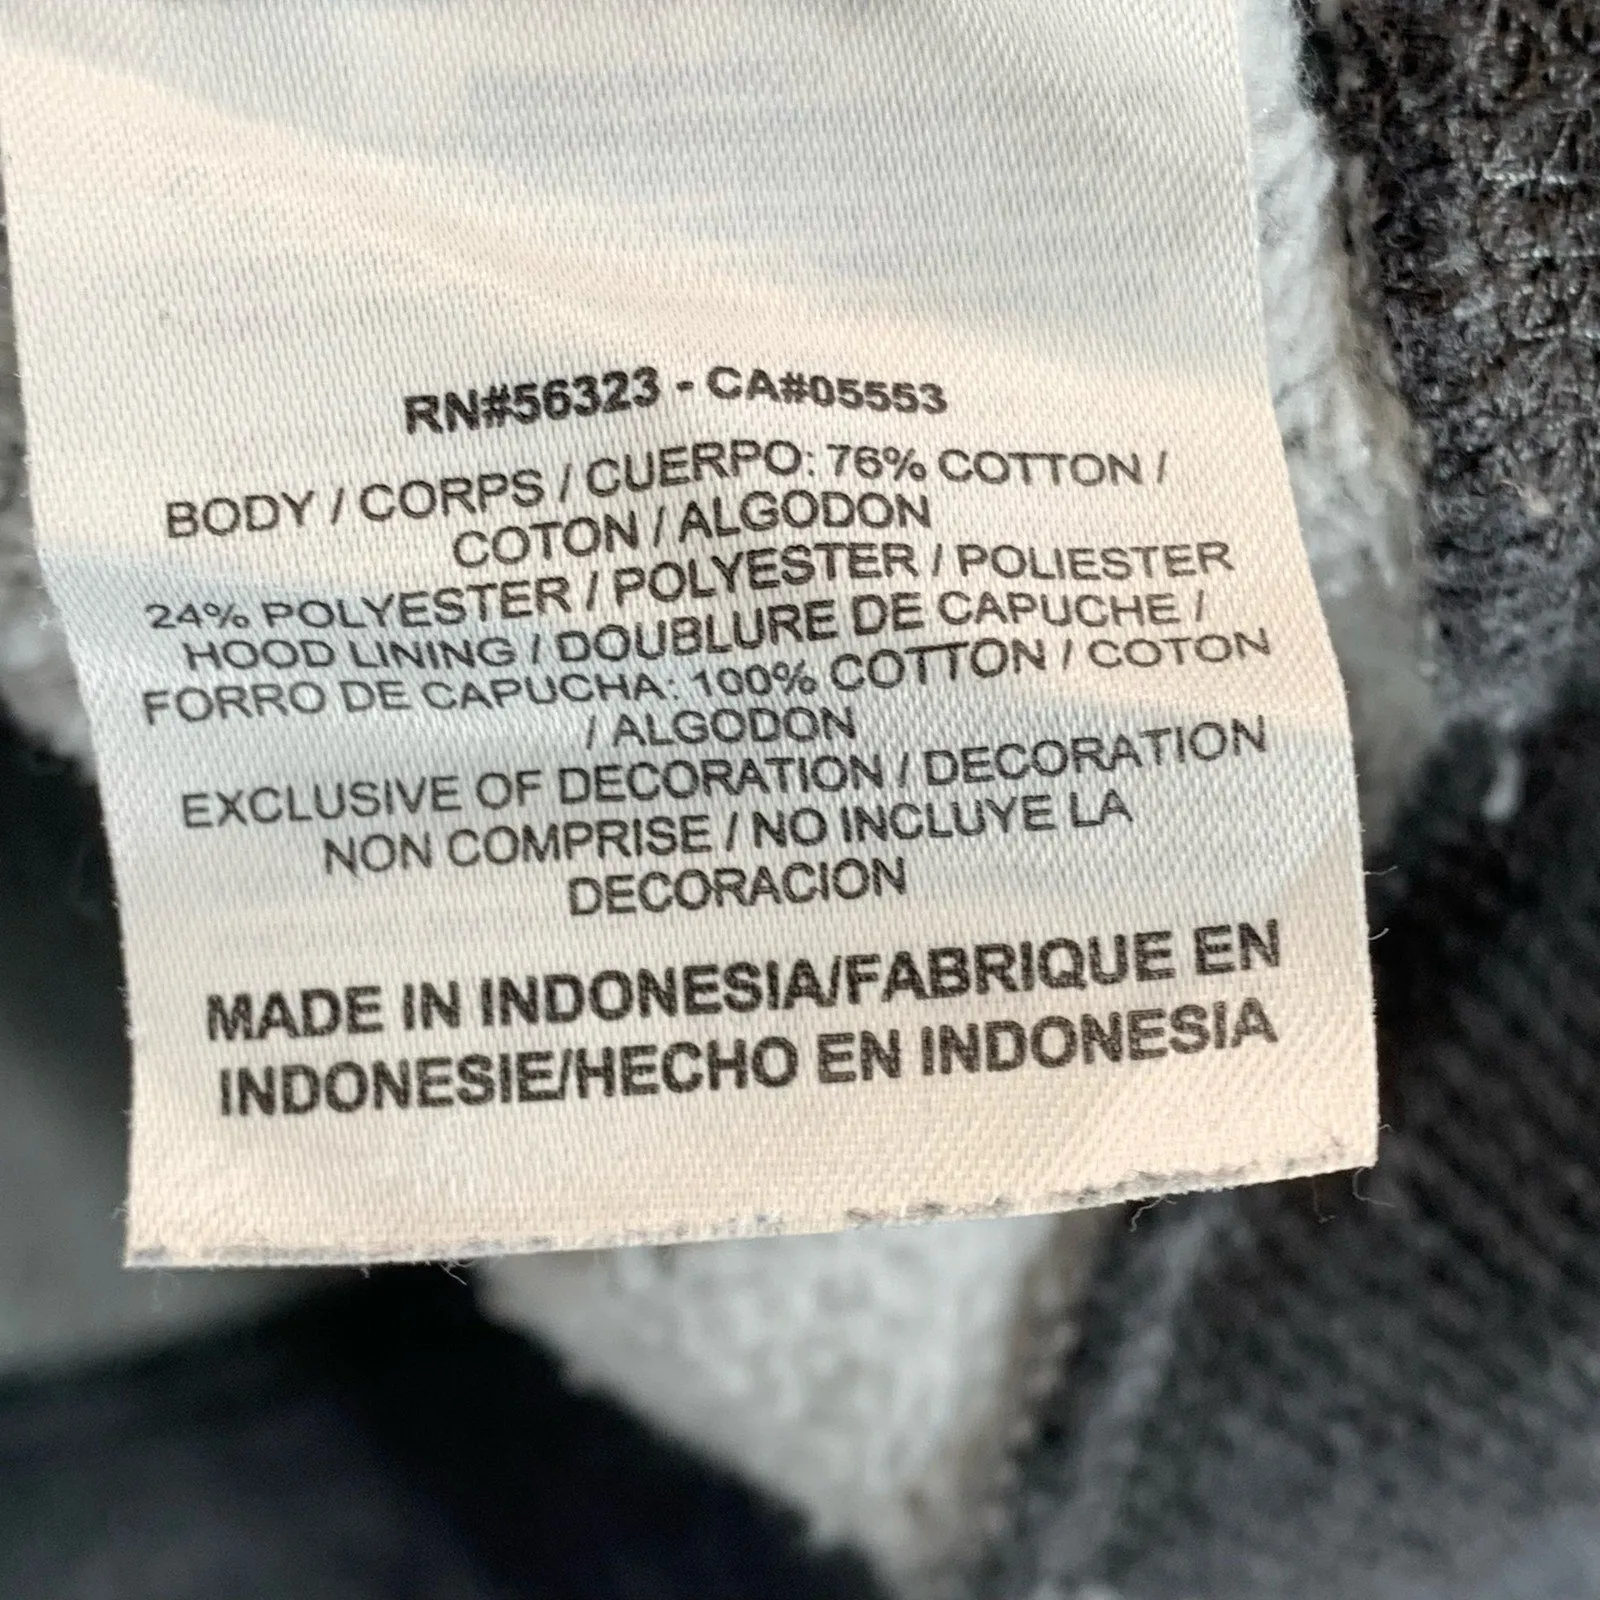 RN#56323 - CA#05553
BODY / CORPS / CUERPO: 76% COTTON /
COTON / ALGODON
24% POLYESTER / POLYESTER / POLIESTER
HOOD LINING / DOUBLURE DE CAPUCHE /
FORRO DE CAPUCHA: 100% COTTON / COTON
/ ALGODON
EXCLUSIVE OF DECORATION / DECORATION
NON COMPRISE / NO INCLUYE LA
DECORACION
MADE IN INDONESIA/FABRIQUE EN
INDONESIE/HECHO EN INDONESIA